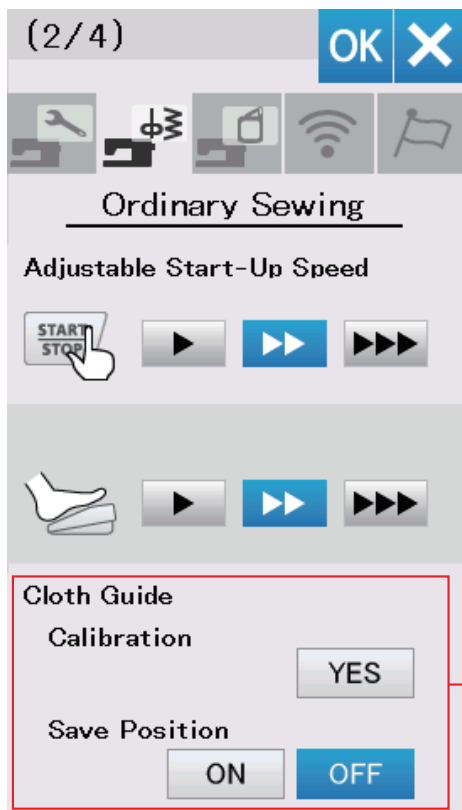 (2/4)
OK
Ordinary Sewing
Adjustable Start-Up Speed
START
STOP
Cloth Guide
Calibration
YES
Save Position
ON OFF